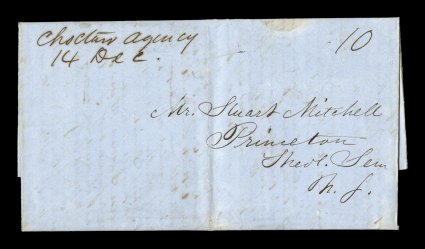 Choctaw Agency
14 Dec.
10
Mr. Stuart Mitchell
Princeton
Theol. Sem
N. J.